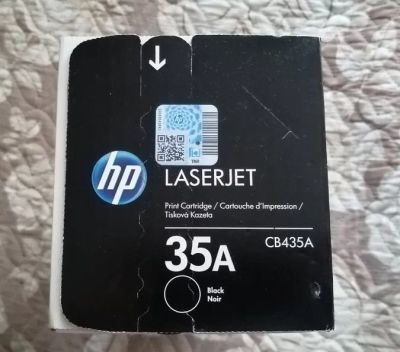 hp
LASERJET
Print Cartridge / Cartouche d'Impression /
Tisková Kazeta
35A
CB435A
Black
Noir